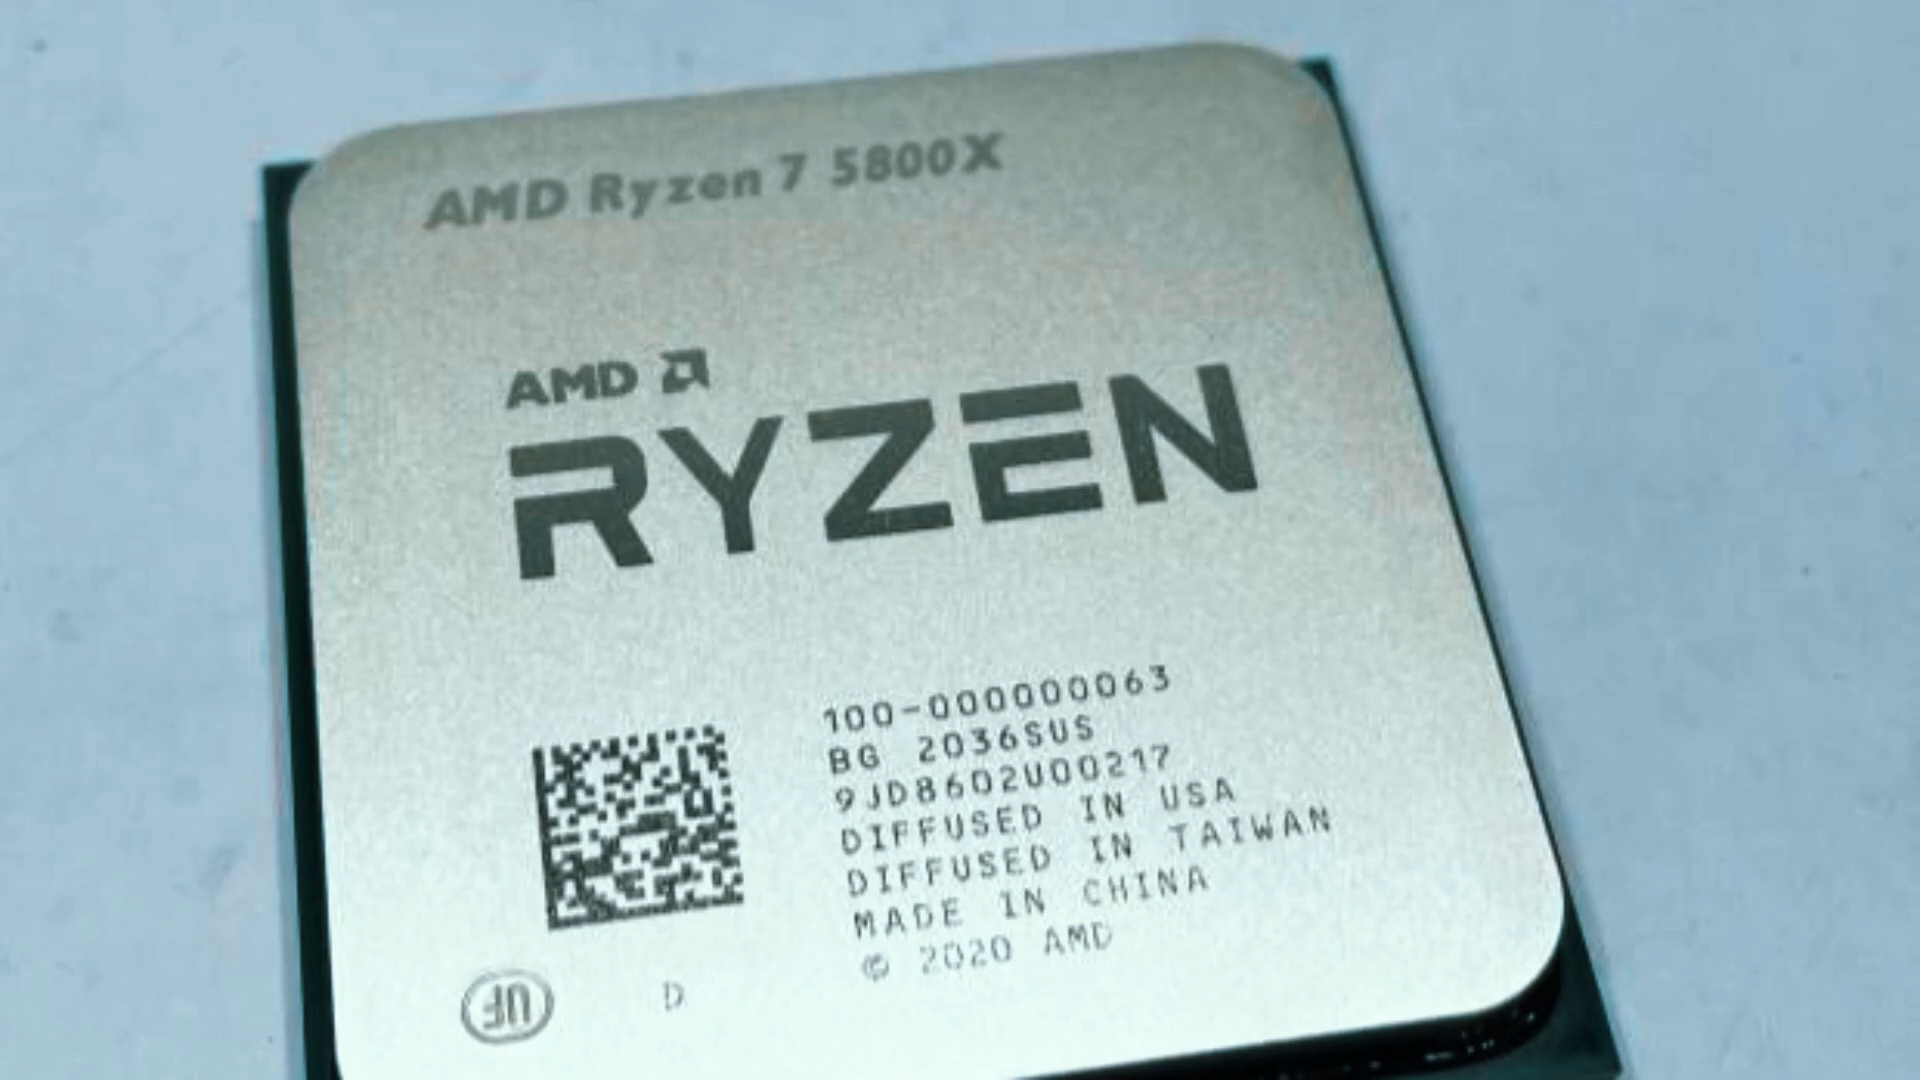 AMD Ryzen 7 5800X
AMD
RYZEN
100-000000063
BG 2036SUS
9JD8602U00217
DIFFUSED IN USA
DIFFUSED IN TAIWAN
MADE IN CHINA
© 2020 AMD
D